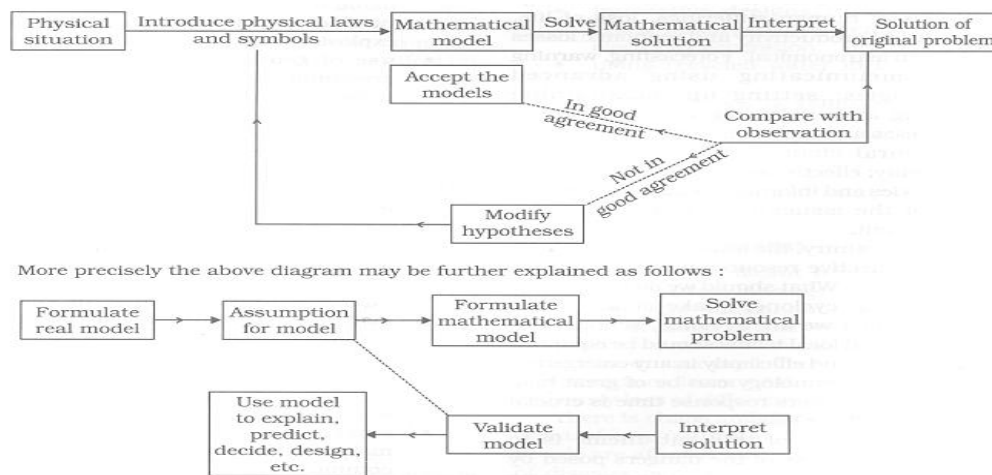 Physical situation
Introduce physical laws and symbols
Mathematical model
Solve
Mathematical solution
Interpret
Solution of original problem
Accept the models
In good agreement
Compare with observation
Not in good agreement
Modify hypotheses
More precisely the above diagram may be further explained as follows :
Formulate real model
Assumption for model
Formulate mathematical model
Solve mathematical problem
Use model to explain, predict, decide, design, etc.
Validate model
Interpret solution